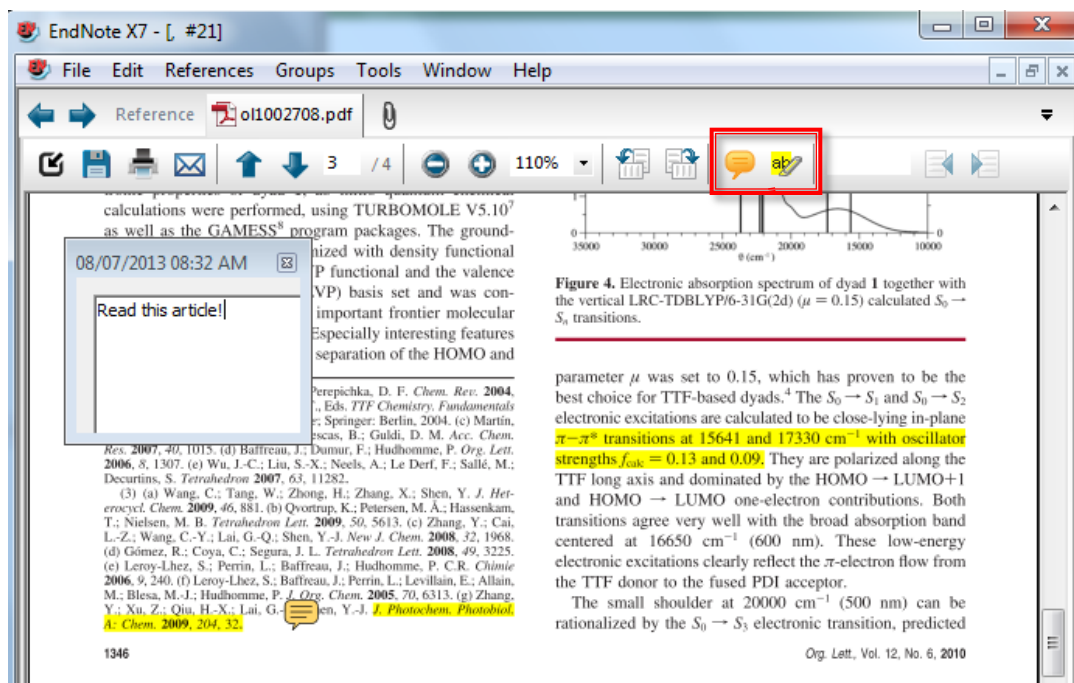 EndNote X7 - [, #21]
File Edit References Groups Tools Window Help
Reference ol1002708.pdf
3 / 4 110% ab
calculations were performed, using TURBOMOLE V5.10⁷
as well as the GAMESS⁸ program packages. The ground-
mized with density functional
P functional and the valence
VP) basis set and was con-
important frontier molecular
Especially interesting features
separation of the HOMO and
08/07/2013 08:32 AM
Read this article!
Perepichka, D. F. Chem. Rev. 2004,
., Eds. TTF Chemistry. Fundamentals
; Springer: Berlin, 2004. (c) Martín,
escas, B.; Guldi, D. M. Acc. Chem.
Res. 2007, 40, 1015. (d) Baffreau, J.; Dumur, F.; Hudhomme, P. Org. Lett.
2006, 8, 1307. (e) Wu, J.-C.; Liu, S.-X.; Neels, A.; Le Derf, F.; Sallé, M.;
Decurtins, S. Tetrahedron 2007, 63, 11282.
(3) (a) Wang, C.; Tang, W.; Zhong, H.; Zhang, X.; Shen, Y. J. Het-
erocycl. Chem. 2009, 46, 881. (b) Qvortrup, K.; Petersen, M. Å.; Hassenkam,
T.; Nielsen, M. B. Tetrahedron Lett. 2009, 50, 5613. (c) Zhang, Y.; Cai,
L.-Z.; Wang, C.-Y.; Lai, G.-Q.; Shen, Y.-J. New J. Chem. 2008, 32, 1968.
(d) Gómez, R.; Coya, C.; Segura, J. L. Tetrahedron Lett. 2008, 49, 3225.
(e) Leroy-Lhez, S.; Perrin, L.; Baffreau, J.; Hudhomme, P. C.R. Chimie
2006, 9, 240. (f) Leroy-Lhez, S.; Baffreau, J.; Perrin, L.; Levillain, E.; Allain,
M.; Blesa, M.-J.; Hudhomme, P. J. Org. Chem. 2005, 70, 6313. (g) Zhang,
Y.; Xu, Z.; Qiu, H.-X.; Lai, G.- en, Y.-J. J. Photochem. Photobiol.
A: Chem. 2009, 204, 32.
1346
1
0 0
35000 30000 25000 20000 15000 10000
ῡ (cm⁻¹)
Figure 4. Electronic absorption spectrum of dyad 1 together with
the vertical LRC-TDBLYP/6-31G(2d) (μ = 0.15) calculated S₀ →
Sₙ transitions.
parameter μ was set to 0.15, which has proven to be the
best choice for TTF-based dyads.⁴ The S₀ → S₁ and S₀ → S₂
electronic excitations are calculated to be close-lying in-plane
π−π* transitions at 15641 and 17330 cm⁻¹ with oscillator
strengths fcalc = 0.13 and 0.09. They are polarized along the
TTF long axis and dominated by the HOMO → LUMO+1
and HOMO → LUMO one-electron contributions. Both
transitions agree very well with the broad absorption band
centered at 16650 cm⁻¹ (600 nm). These low-energy
electronic excitations clearly reflect the π-electron flow from
the TTF donor to the fused PDI acceptor.
The small shoulder at 20000 cm⁻¹ (500 nm) can be
rationalized by the S₀ → S₃ electronic transition, predicted
Org. Lett., Vol. 12, No. 6, 2010